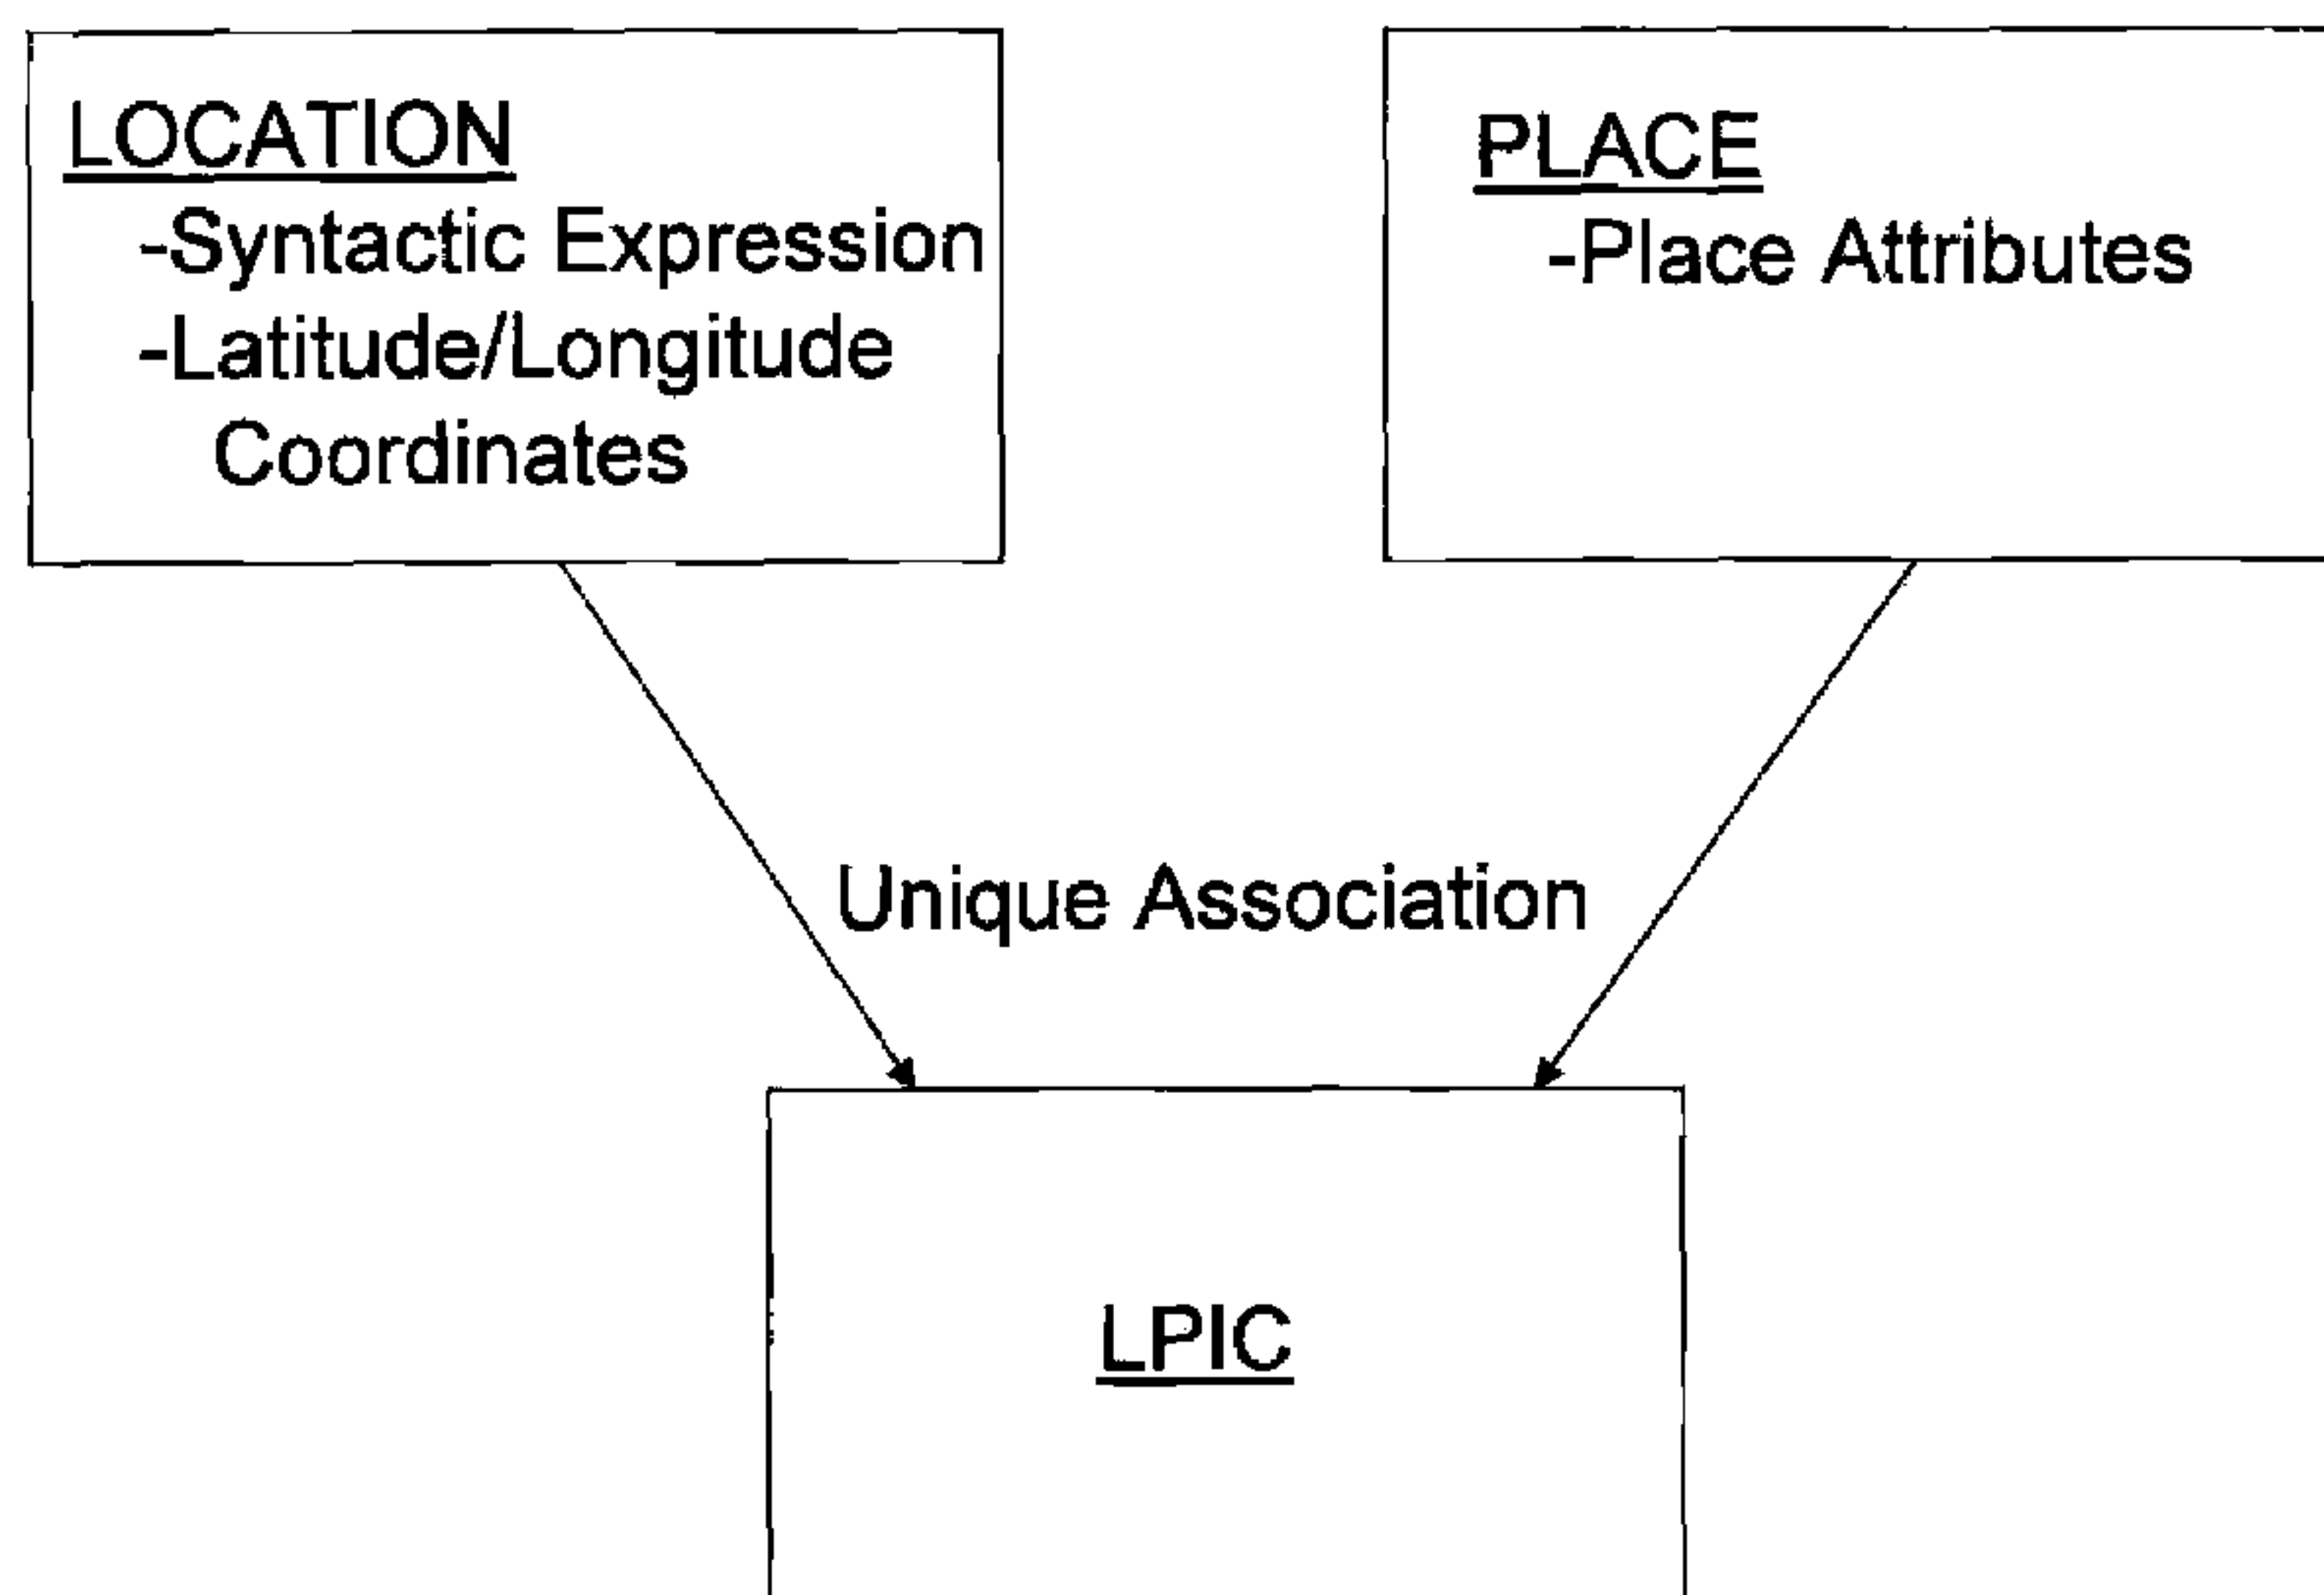 LOCATION
-Syntactic Expression
-Latitude/Longitude
Coordinates
PLACE
-Place Attributes
Unique Association
LPIC